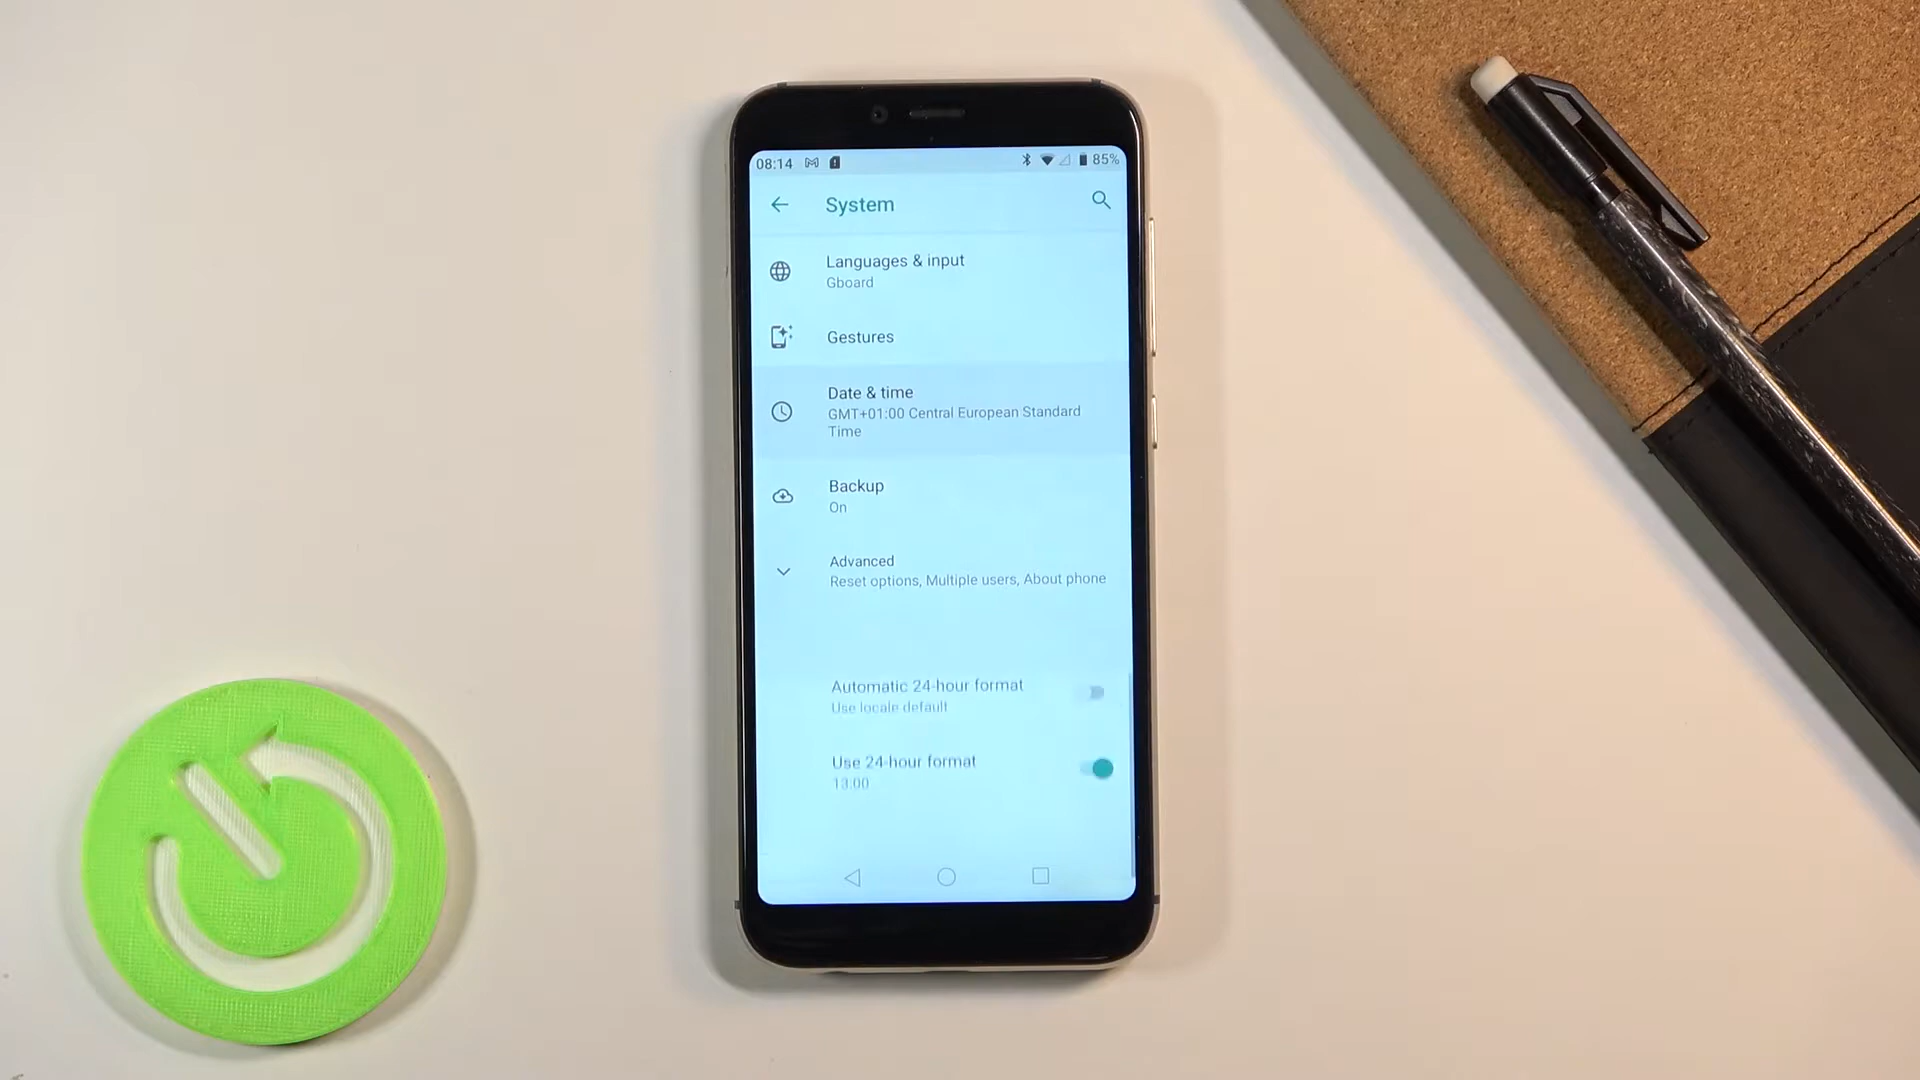 08:14 85%
System
Languages & input
Gboard
Gestures
Date & time
GMT+01:00 Central European Standard
Time
Backup
On
Advanced
Reset options, Multiple users, About phone
Automatic 24-hour format
Use locale default
Use 24-hour format
13:00